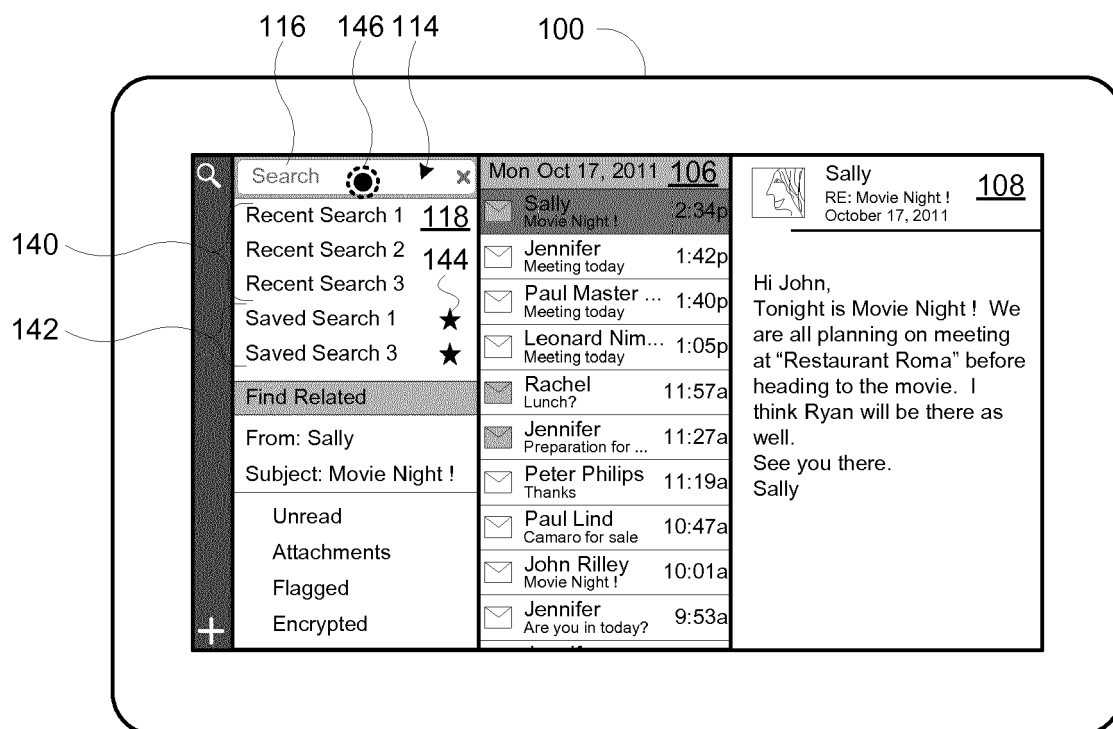 116 146 114 100
Search
Recent Search 1 118
Recent Search 2
140
144
Recent Search 3
142
Saved Search 1 ★
Saved Search 3 ★
Find Related
From: Sally
Subject: Movie Night !
Unread
Attachments
Flagged
Encrypted
Mon Oct 17, 2011 106
Sally 2:34p
Movie Night !
Jennifer 1:42p
Meeting today
Paul Master ... 1:40p
Meeting today
Leonard Nim... 1:05p
Meeting today
Rachel 11:57a
Lunch?
Jennifer 11:27a
Preparation for ...
Peter Philips 11:19a
Thanks
Paul Lind 10:47a
Camaro for sale
John Rilley 10:01a
Movie Night !
Jennifer 9:53a
Are you in today?
Sally 108
RE: Movie Night !
October 17, 2011
Hi John,
Tonight is Movie Night ! We
are all planning on meeting
at “Restaurant Roma” before
heading to the movie. I
think Ryan will be there as
well.
See you there.
Sally